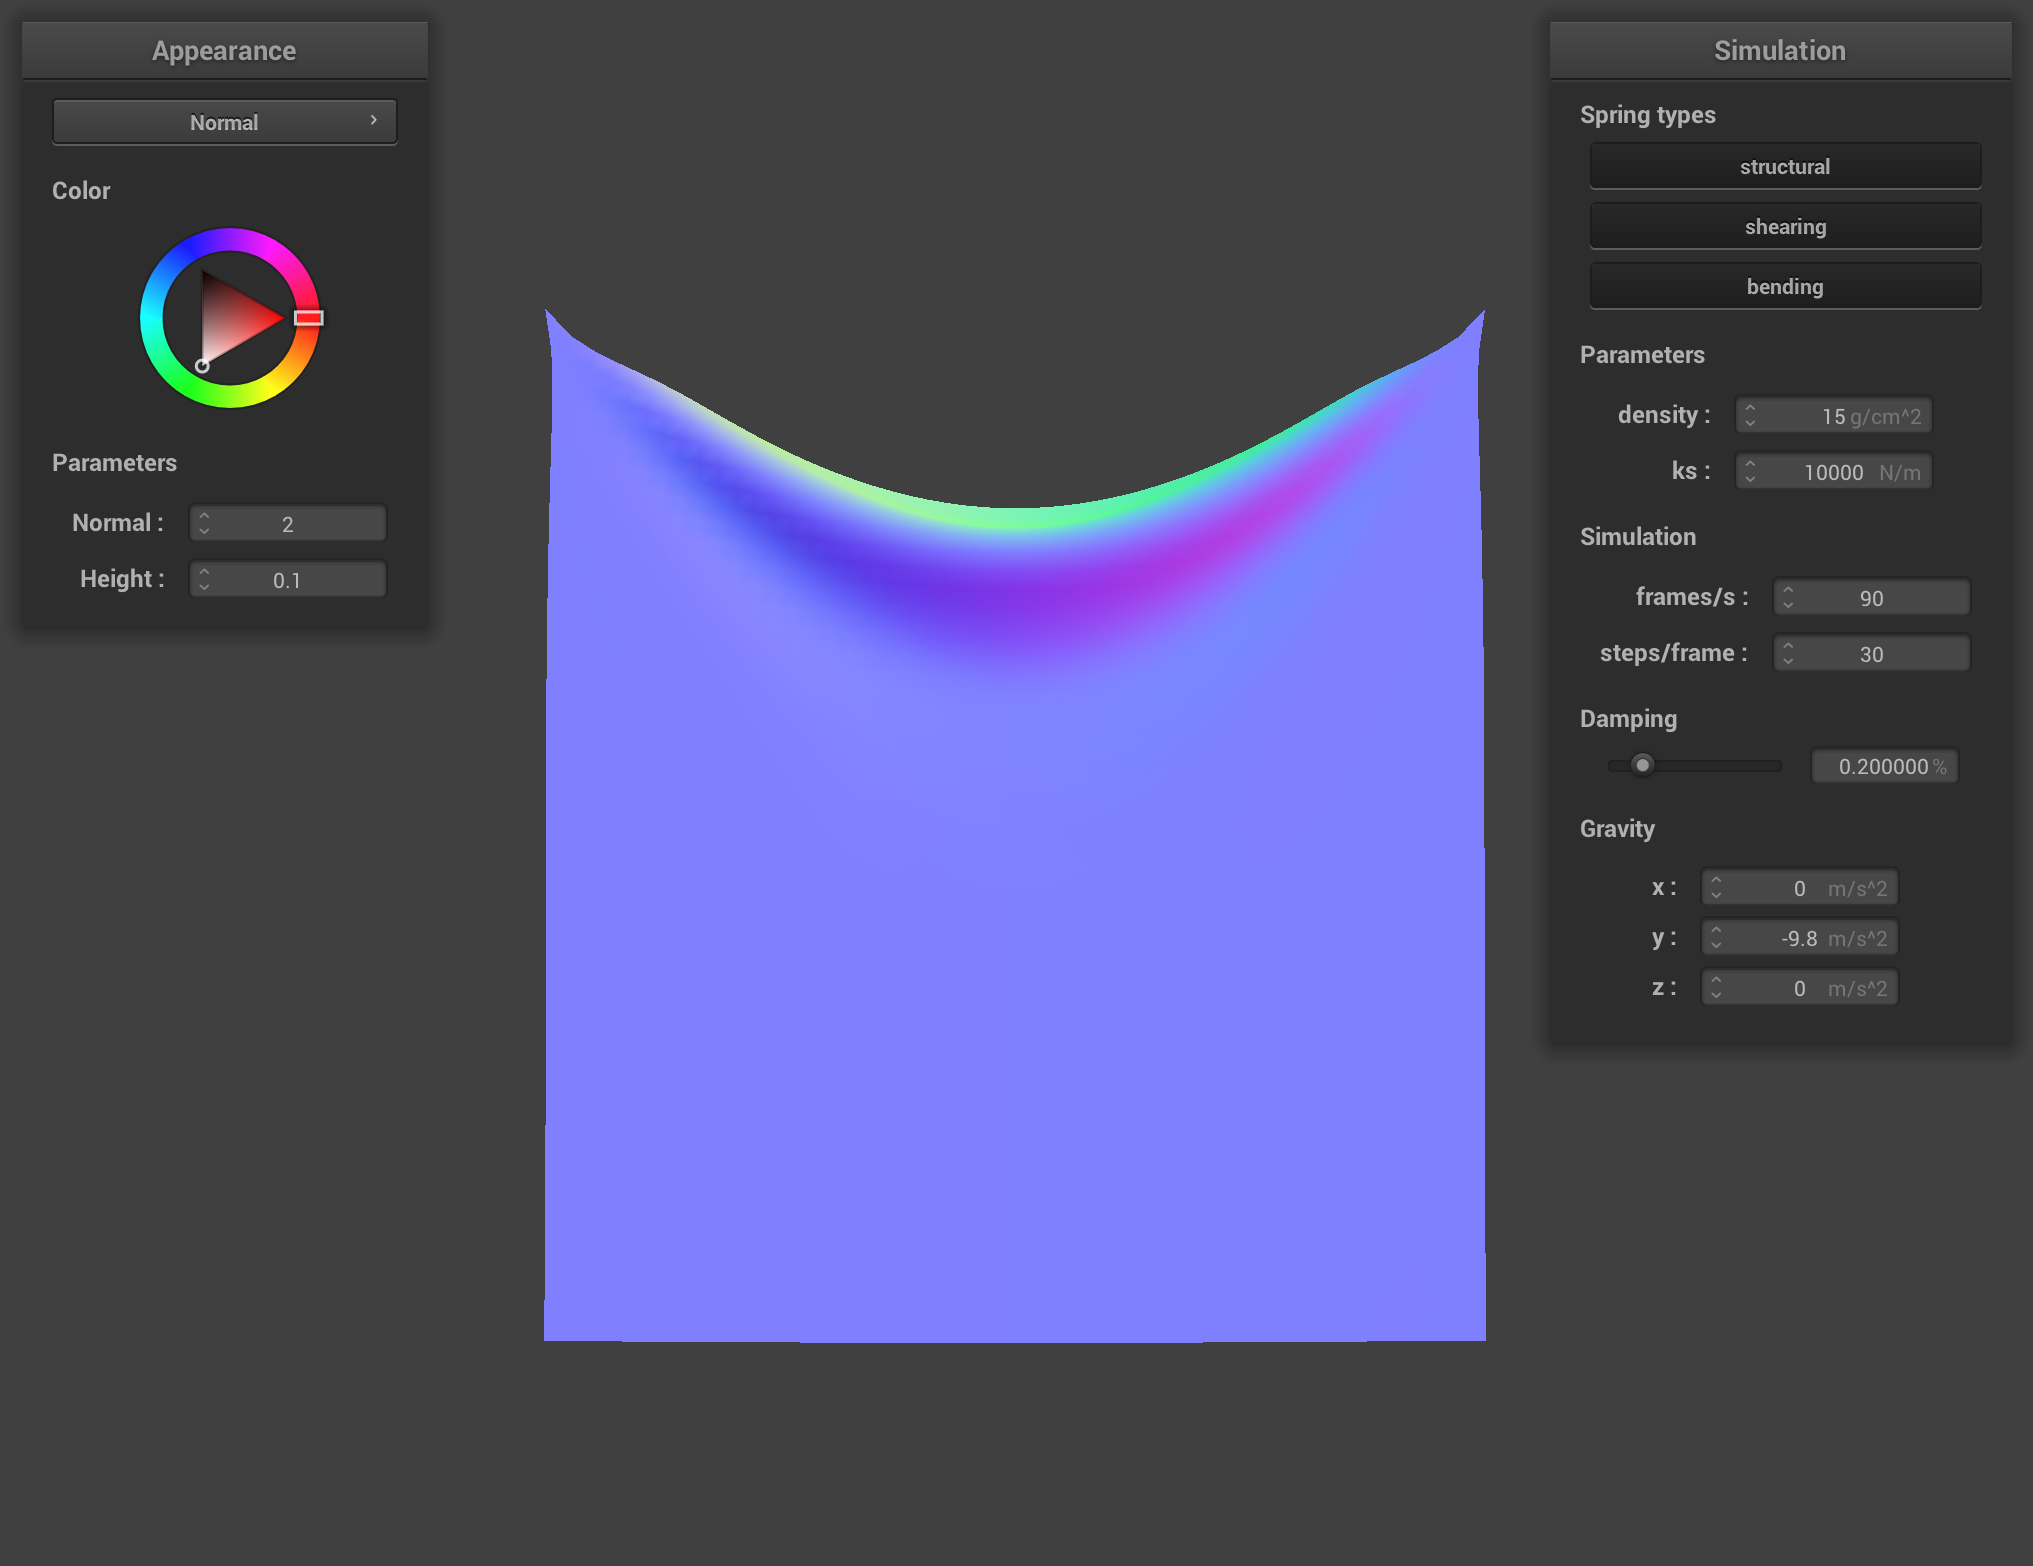 Appearance
Normal
Color
Parameters
Normal : 2
Height : 0.1
Simulation
Spring types
structural
shearing
bending
Parameters
density : 15 g/cm^2
ks : 10000 N/m
Simulation
frames/s : 90
steps/frame : 30
Damping
0.200000 %
Gravity
x : 0 m/s^2
y : -9.8 m/s^2
z : 0 m/s^2